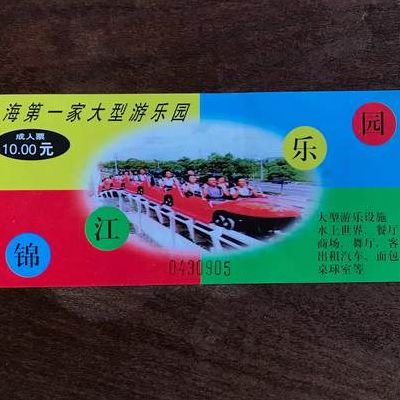 海第一家大型游乐园
成人票
10.00元
锦江乐园
大型游乐设施
水上世界、餐厅
商场、舞厅、客
出租汽车、面包
桌球室等
0430905